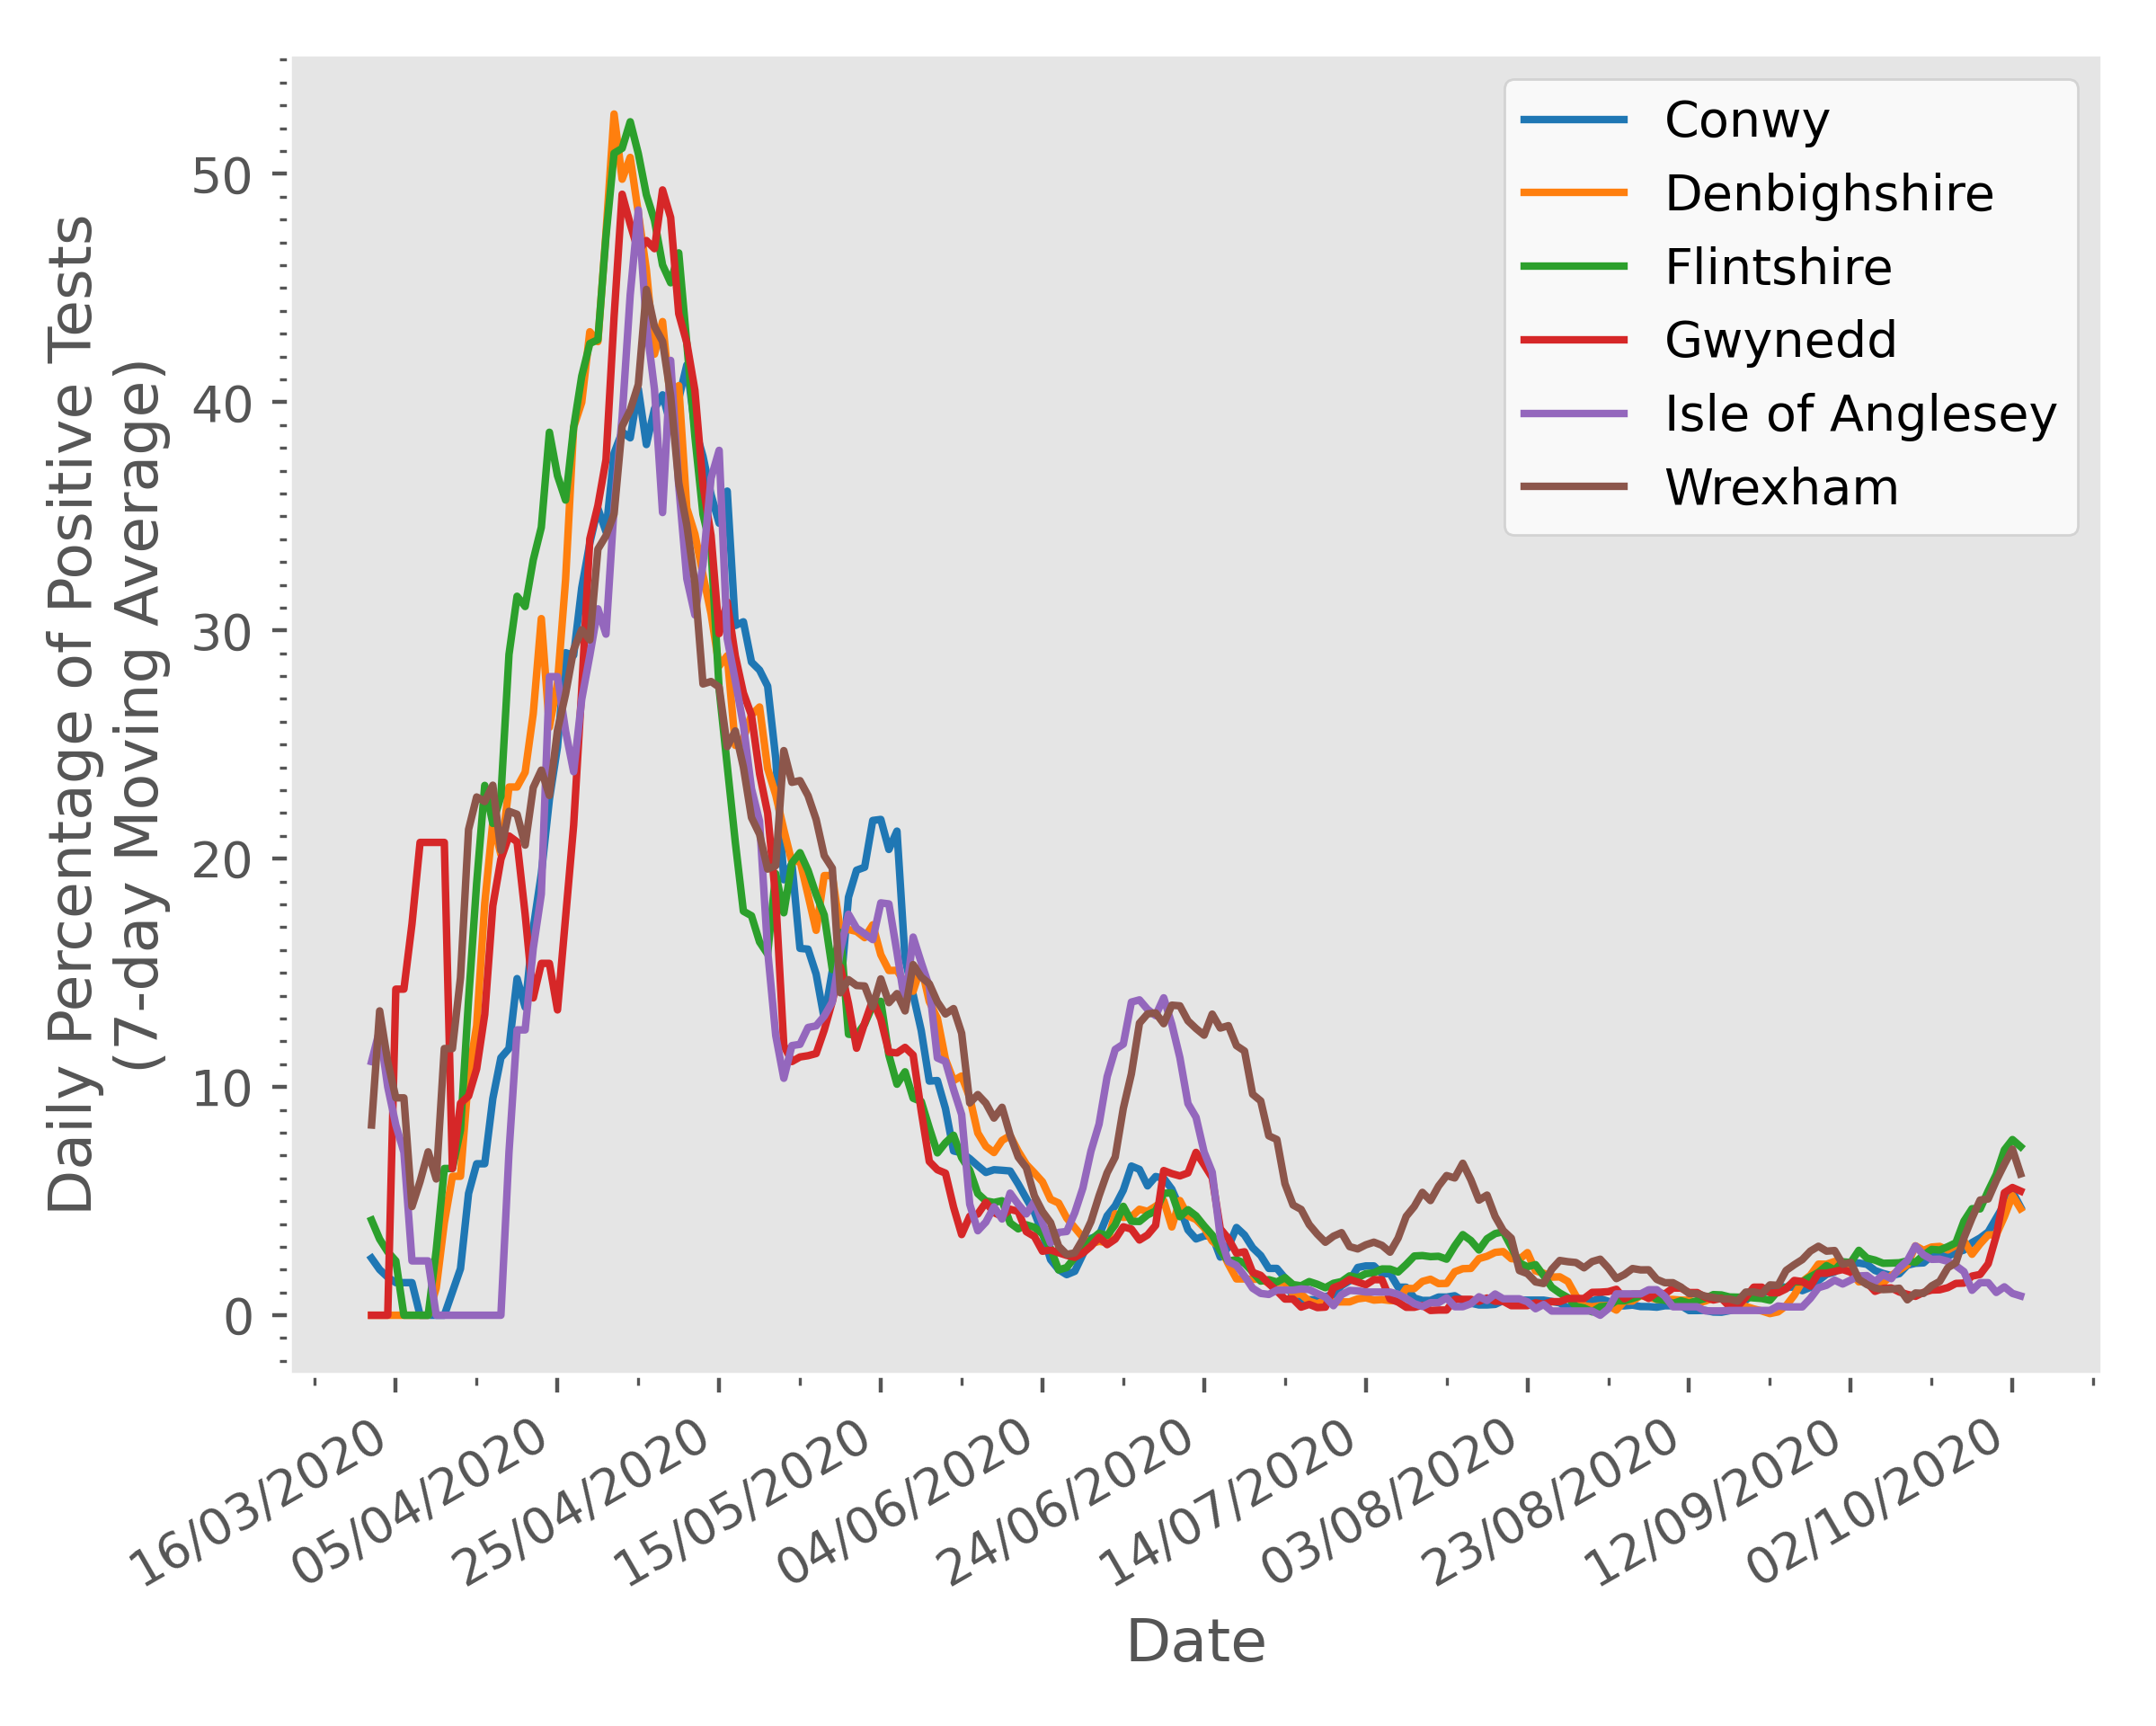 Daily Percentage of Positive Tests
(7-day Moving Average)
50
40
30
20
10
0
Conwy
Denbighshire
Flintshire
Gwynedd
Isle of Anglesey
Wrexham
16/03/2020
05/04/2020
25/04/2020
15/05/2020
04/06/2020
24/06/2020
14/07/2020
03/08/2020
23/08/2020
12/09/2020
02/10/2020
Date